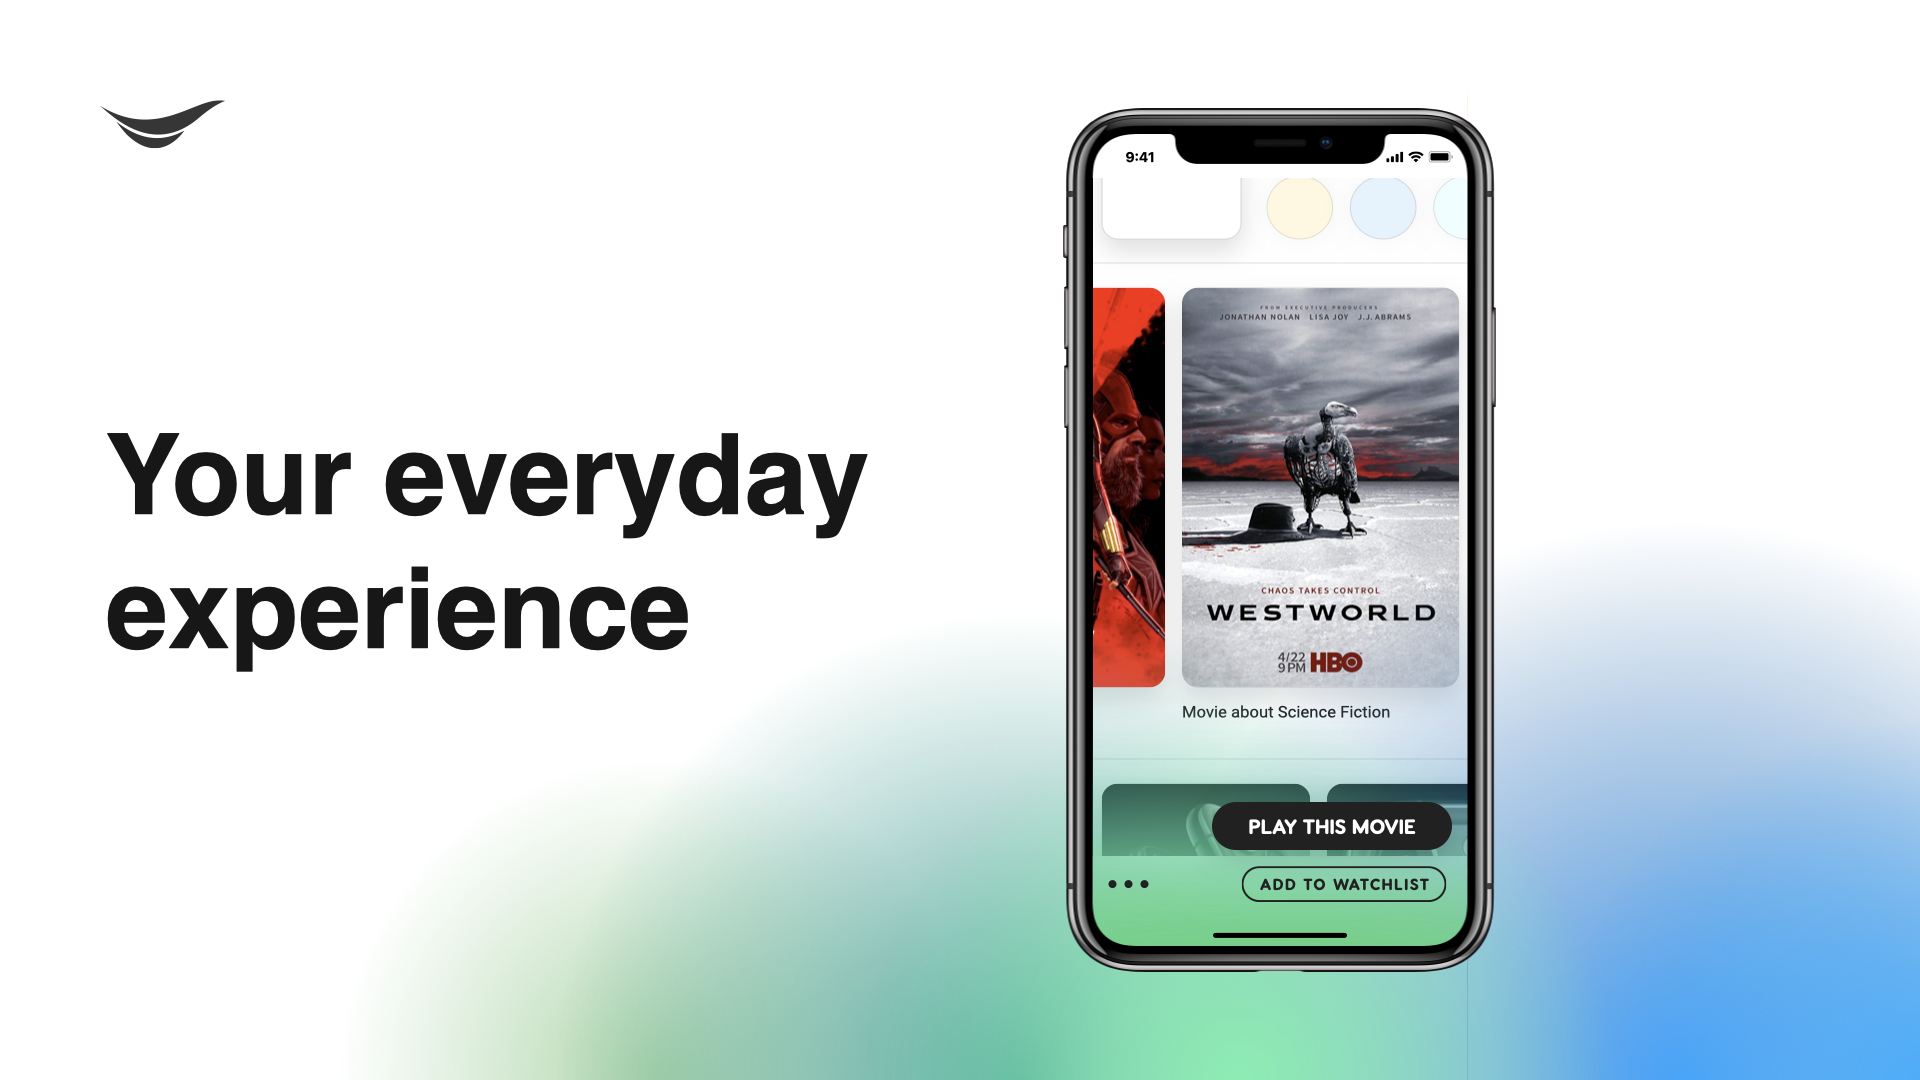 Your everyday
experience
9:41
FROM EXECUTIVE PRODUCERS
JONATHAN NOLAN LISA JOY J.J. ABRAMS
CHAOS TAKES CONTROL
WESTWORLD
4/22
9PM HBO
Movie about Science Fiction
PLAY THIS MOVIE
ADD TO WATCHLIST